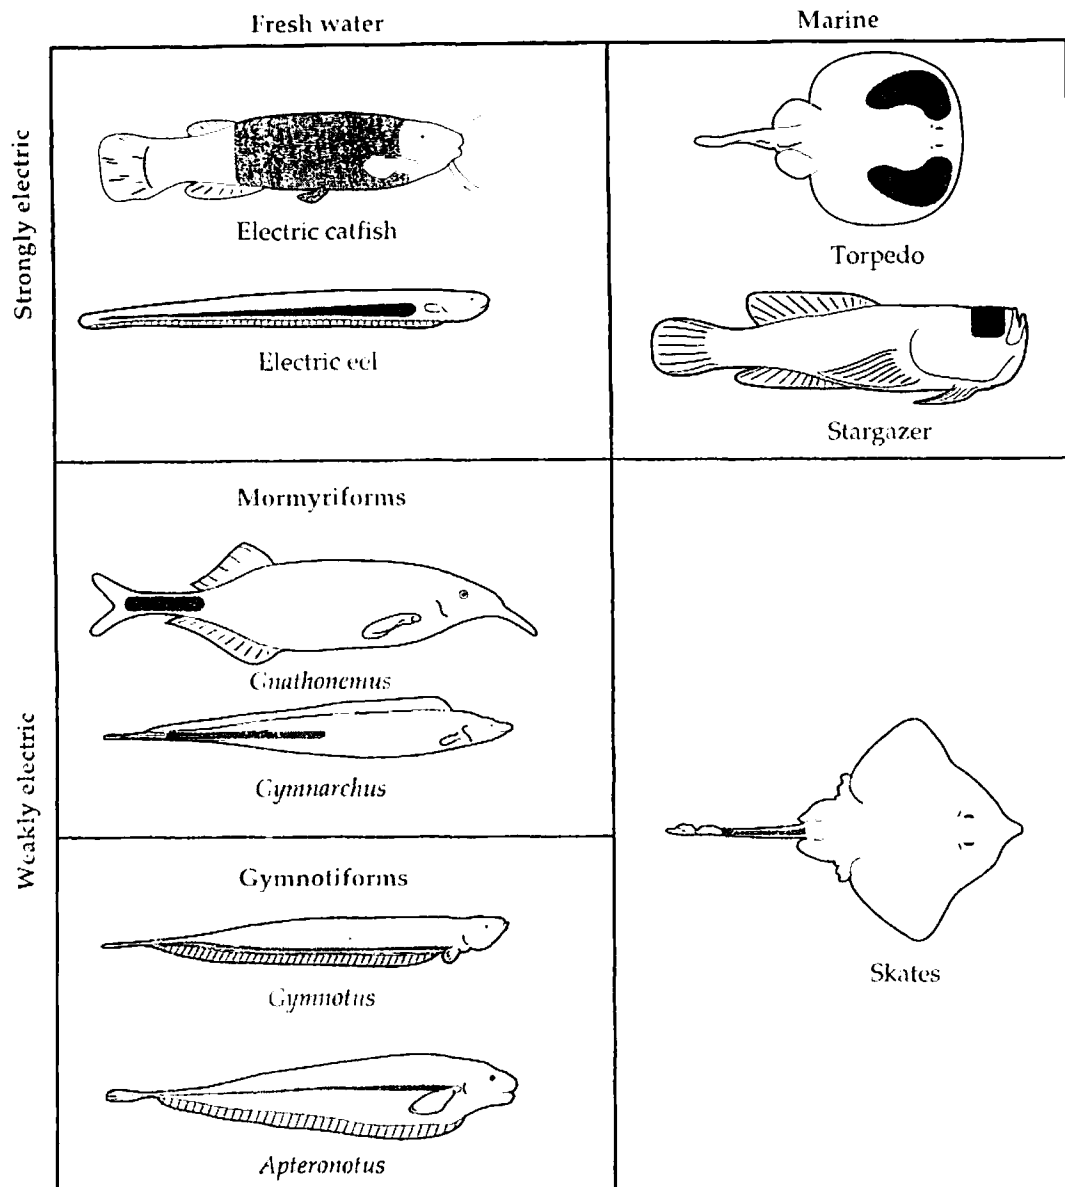 Fresh water
Marine
Strongly electric
Electric catfish
Torpedo
Electric eel
Stargazer
Weakly electric
Mormyriforms
Gnathonemus
Gymnarchus
Gymnotiforms
Gymnotus
Apteronotus
Skates